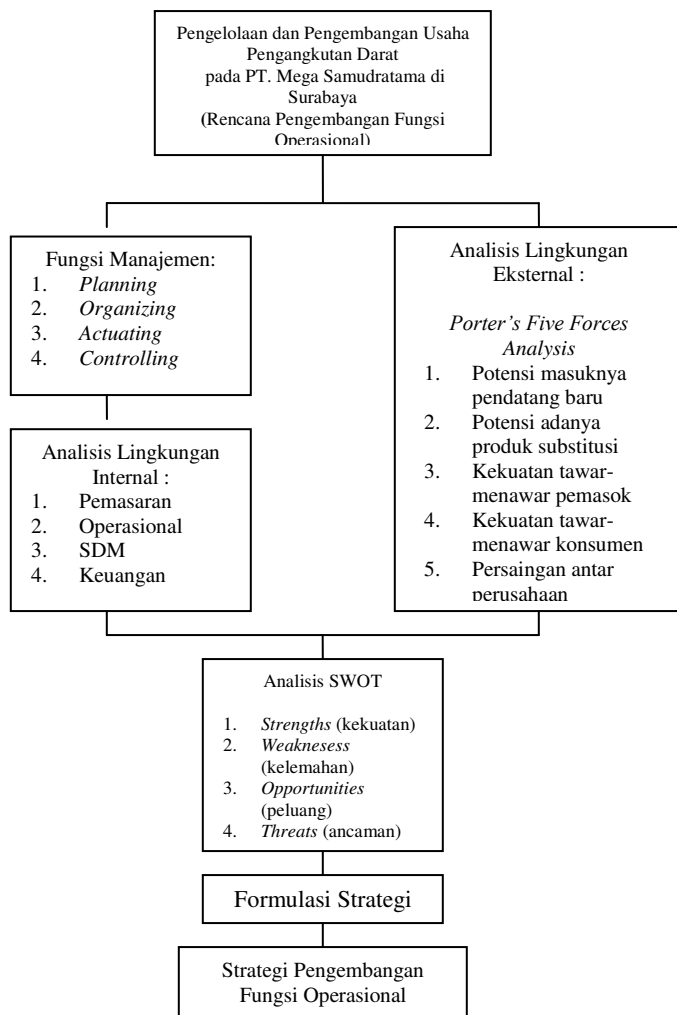 Pengelolaan dan Pengembangan Usaha
Pengangkutan Darat
pada PT. Mega Samudratama di
Surabaya
(Rencana Pengembangan Fungsi
Operasional)
Fungsi Manajemen:
1. Planning
2. Organizing
3. Actuating
4. Controlling
Analisis Lingkungan
Internal :
1. Pemasaran
2. Operasional
3. SDM
4. Keuangan
Analisis Lingkungan
Eksternal :
Porter's Five Forces
Analysis
1. Potensi masuknya
pendatang baru
2. Potensi adanya
produk substitusi
3. Kekuatan tawar-
menawar pemasok
4. Kekuatan tawar-
menawar konsumen
5. Persaingan antar
perusahaan
Analisis SWOT
1. Strengths (kekuatan)
2. Weaknesess
(kelemahan)
3. Opportunities
(peluang)
4. Threats (ancaman)
Formulasi Strategi
Strategi Pengembangan
Fungsi Operasional